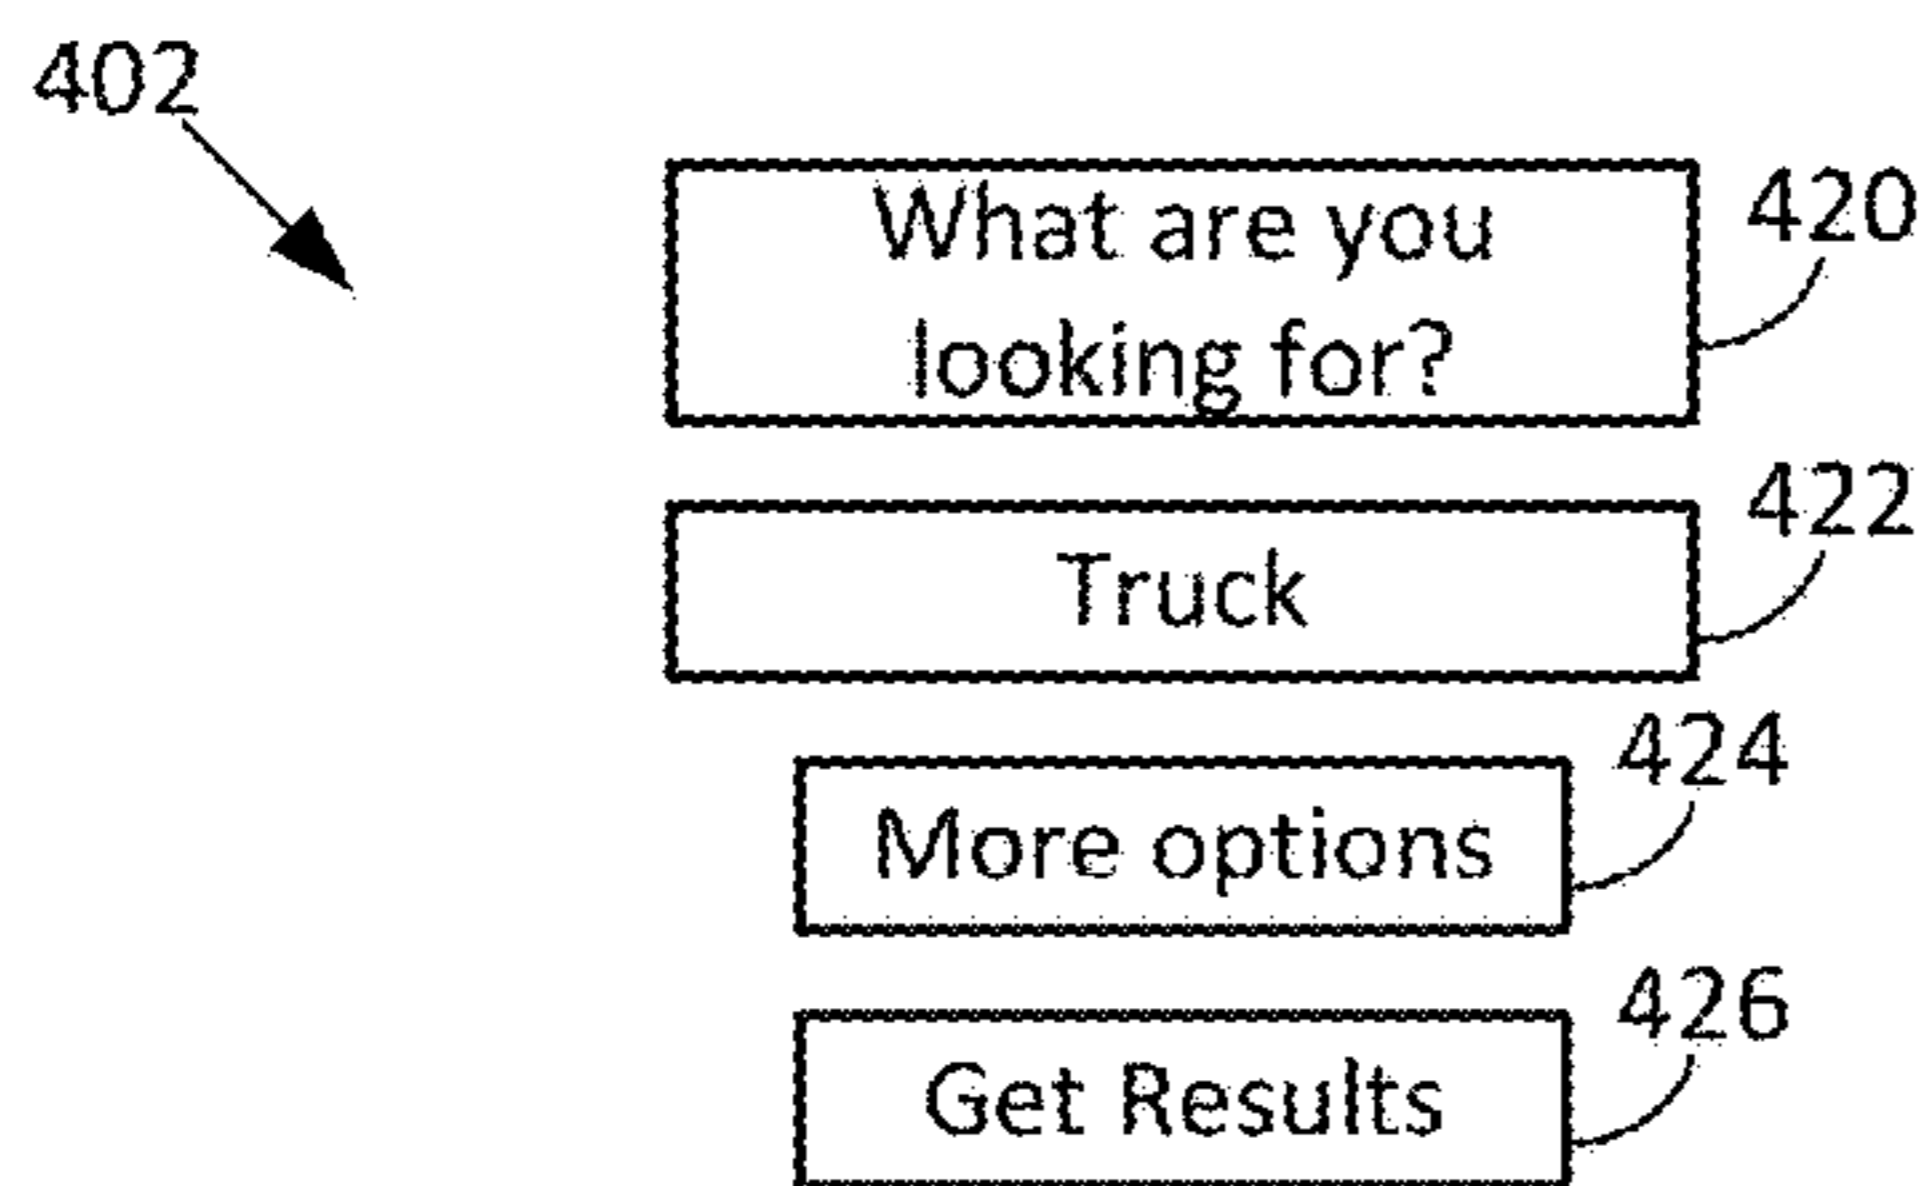 402
What are you
looking for?
420
Truck
422
More options
424
Get Results
426